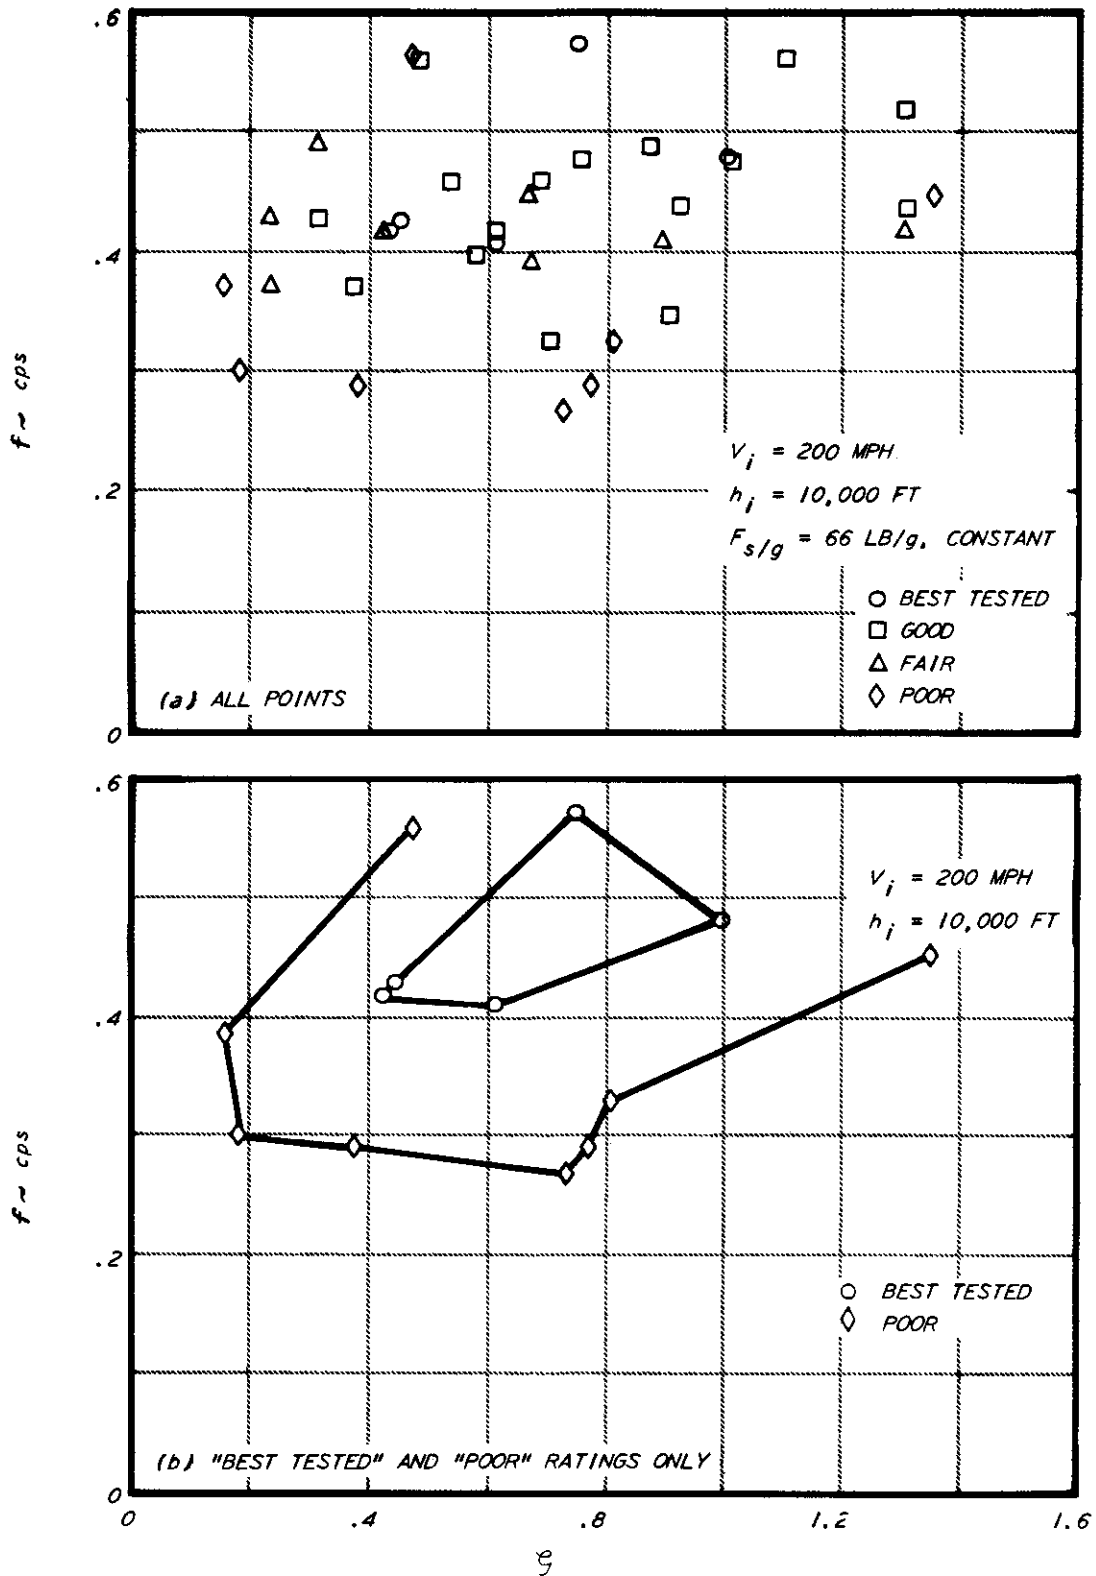 .6
.4
.2
0
f ~ cps
V_i = 200 MPH
h_i = 10,000 FT
F_s/g = 66 LB/g, CONSTANT
BEST TESTED
GOOD
FAIR
POOR
(a) ALL POINTS
.6
.4
.2
0
f ~ cps
V_i = 200 MPH
h_i = 10,000 FT
BEST TESTED
POOR
(b) "BEST TESTED" AND "POOR" RATINGS ONLY
0 .4 .8 1.2 1.6